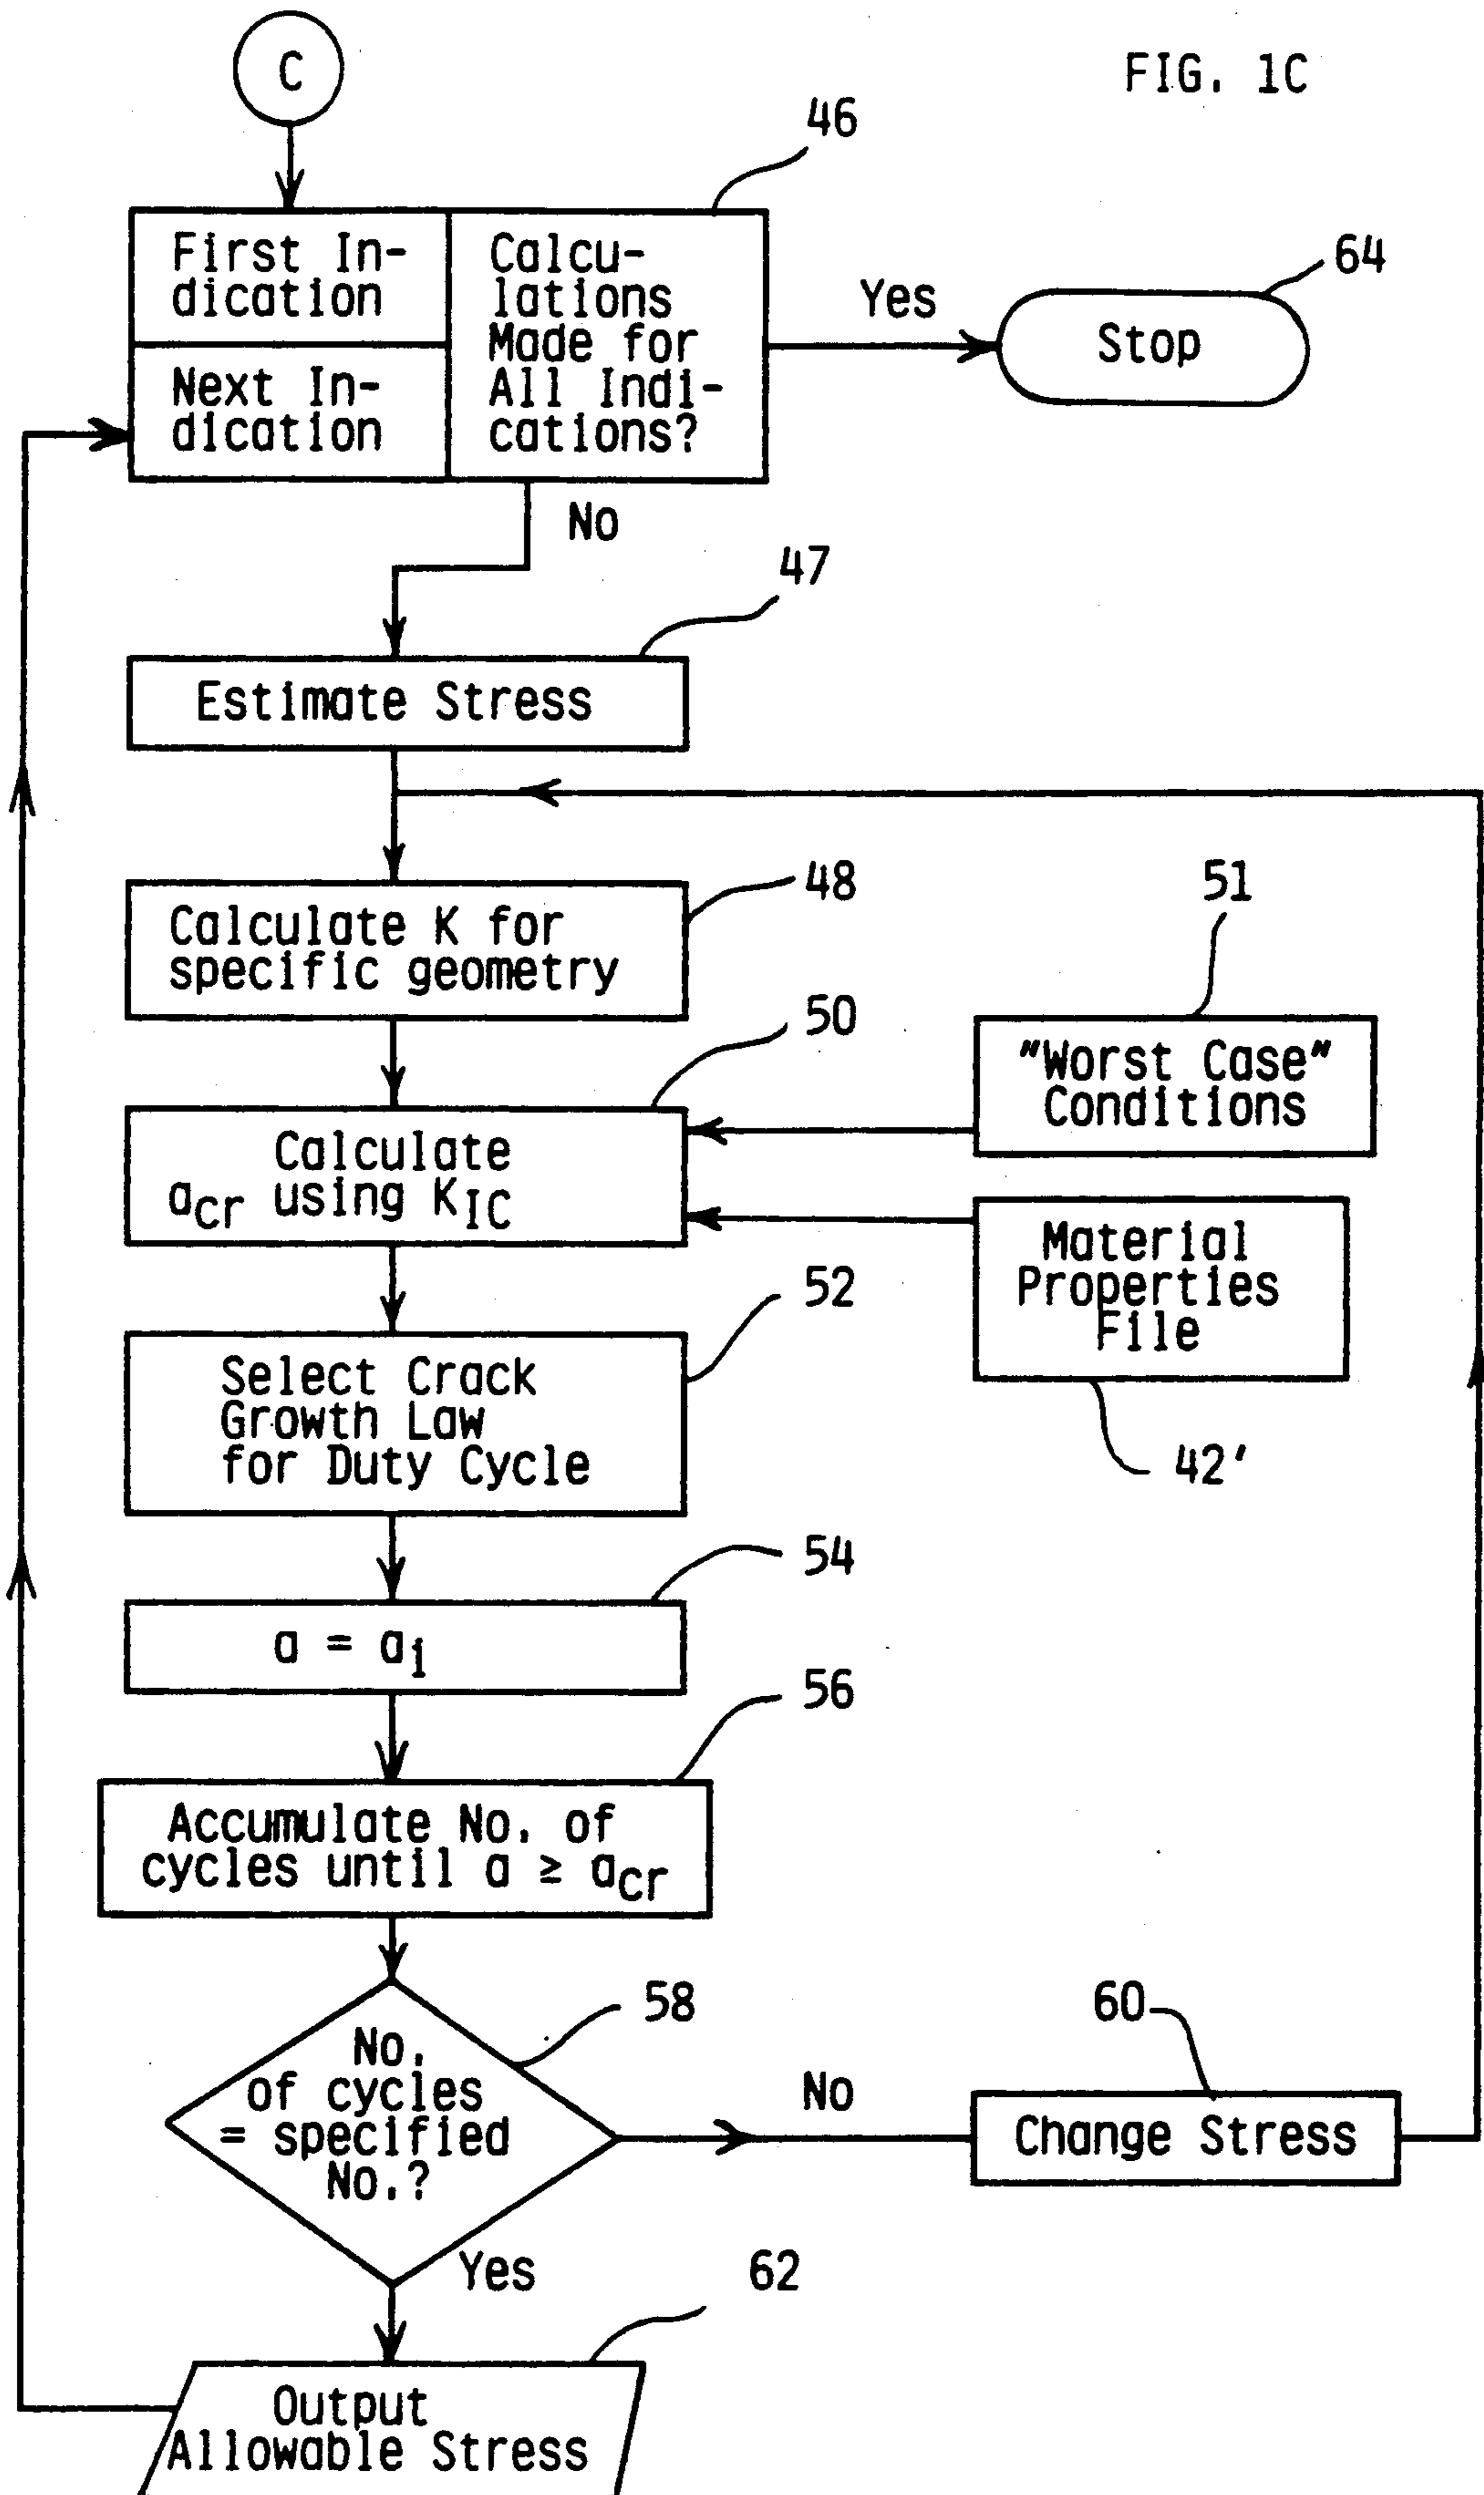 C
FIG. 1C
46
First In-
dication
Next In-
dication
Calcu-
lations
Made for
All Indi-
cations?
Yes
64
Stop
No
47
Estimate Stress
48
Calculate K for
specific geometry
51
"Worst Case"
Conditions
50
Calculate
acr using KIC
Material
Properties
File
42'
52
Select Crack
Growth Law
for Duty Cycle
54
a = ai
56
Accumulate No. of
cycles until a ≥ acr
58
No.
of cycles
= specified
No.?
No
60
Change Stress
Yes
62
Output
Allowable Stress